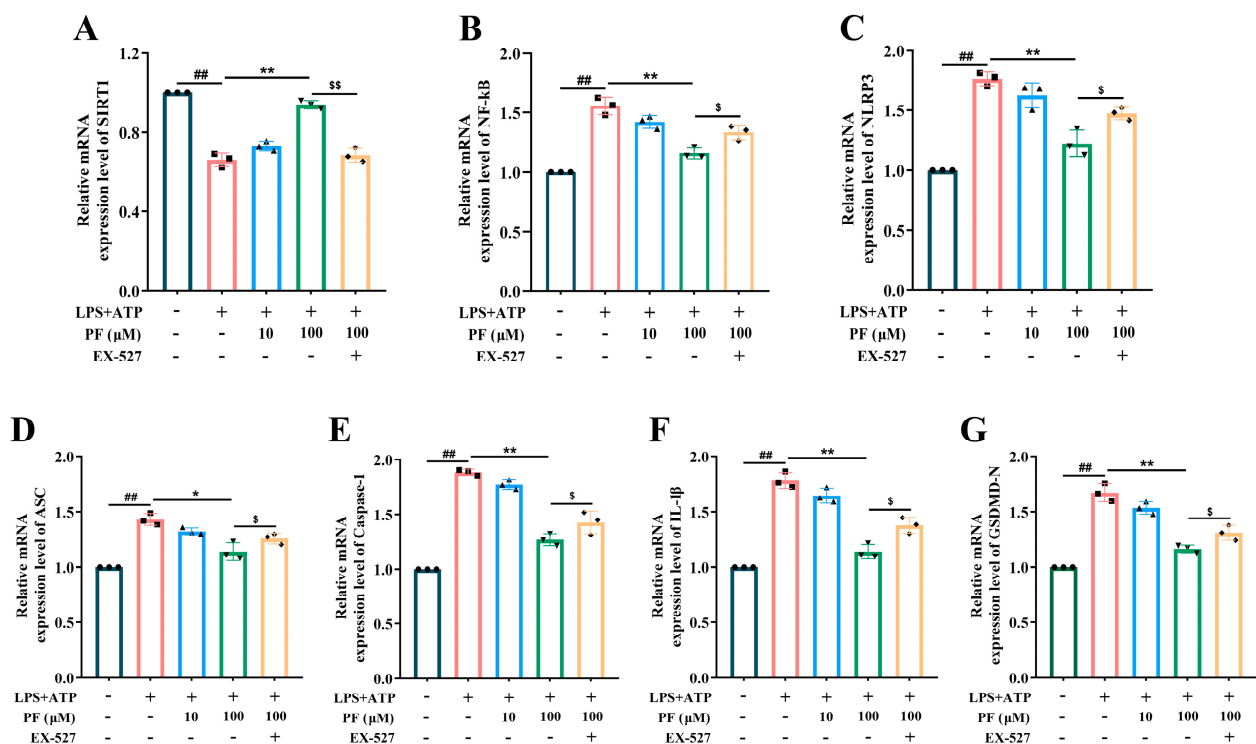 A
Relative mRNA
expression level of SIRT1
1.2
0.8
0.4
0.0
##
**
$$
LPS+ATP - + + + +
PF (μM) - - 10 100 100
EX-527 - - - - +
B
Relative mRNA
expression level of NF-kB
2.0
1.5
1.0
0.5
0.0
##
**
$
LPS+ATP - + + + +
PF (μM) - - 10 100 100
EX-527 - - - - +
C
Relative mRNA
expression level of NLRP3
2.0
1.5
1.0
0.5
0.0
##
**
$
LPS+ATP - + + + +
PF (μM) - - 10 100 100
EX-527 - - - - +
D
Relative mRNA
expression level of ASC
2.0
1.5
1.0
0.5
0.0
##
*
$
LPS+ATP - + + + +
PF (μM) - - 10 100 100
EX-527 - - - - +
E
Relative mRNA
expression level of Caspase-1
2.0
1.5
1.0
0.5
0.0
##
**
$
LPS+ATP - + + + +
PF (μM) - - 10 100 100
EX-527 - - - - +
F
Relative mRNA
expression level of IL-Iβ
2.0
1.5
1.0
0.5
0.0
##
**
$
LPS+ATP - + + + +
PF (μM) - - 10 100 100
EX-527 - - - - +
G
Relative mRNA
expression level of GSDMD-N
2.0
1.5
1.0
0.5
0.0
##
**
$
LPS+ATP - + + + +
PF (μM) - - 10 100 100
EX-527 - - - - +